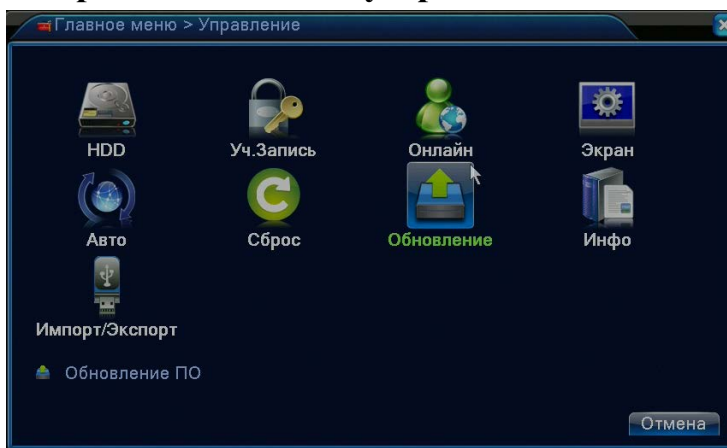 Главное меню > Управление
HDD
Уч.Запись
Онлайн
Экран
Авто
Сброс
Обновление
Инфо
Импорт/Экспорт
Обновление ПО
Отмена